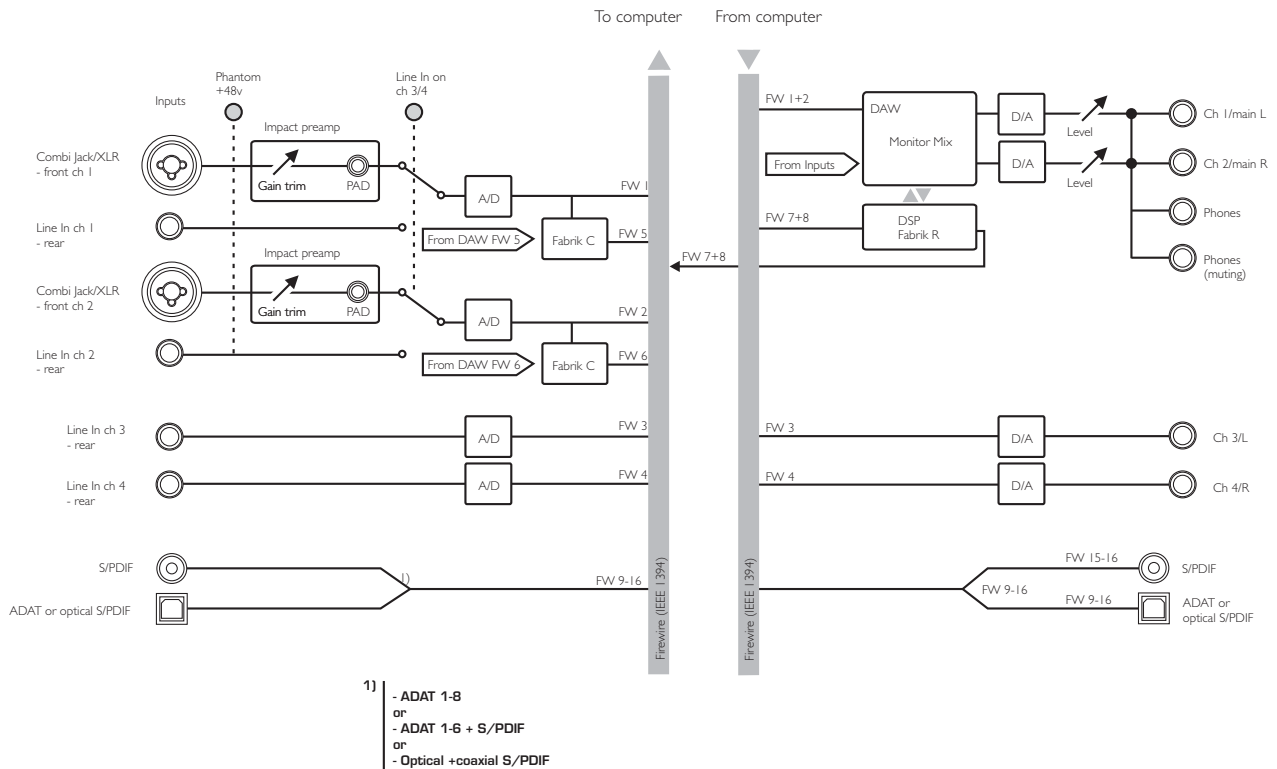 To computer
From computer
Phantom
+48v
Line In on
ch 3/4
Inputs
Impact preamp
Combi Jack/XLR
- front ch 1
Gain trim
PAD
A/D
FW 1
Line In ch 1
- rear
From DAW FW 5
Fabrik C
FW 5
Impact preamp
Combi Jack/XLR
- front ch 2
Gain trim
PAD
A/D
FW 2
Line In ch 2
- rear
From DAW FW 6
Fabrik C
FW 6
Line In ch 3
- rear
A/D
FW 3
Line In ch 4
- rear
A/D
FW 4
S/PDIF
ADAT or optical S/PDIF
1)
FW 9-16
Firewire (IEEE 1394)
Firewire (IEEE 1394)
FW 1+2
DAW
Monitor Mix
From Inputs
D/A
Level
Ch 1/main L
D/A
Level
Ch 2/main R
FW 7+8
DSP
Fabrik R
FW 7+8
Phones
Phones
(muting)
FW 3
D/A
Ch 3/L
FW 4
D/A
Ch 4/R
FW 9-16
FW 15-16
S/PDIF
FW 9-16
ADAT or
optical S/PDIF
1)
- ADAT 1-8
or
- ADAT 1-6 + S/PDIF
or
- Optical +coaxial S/PDIF